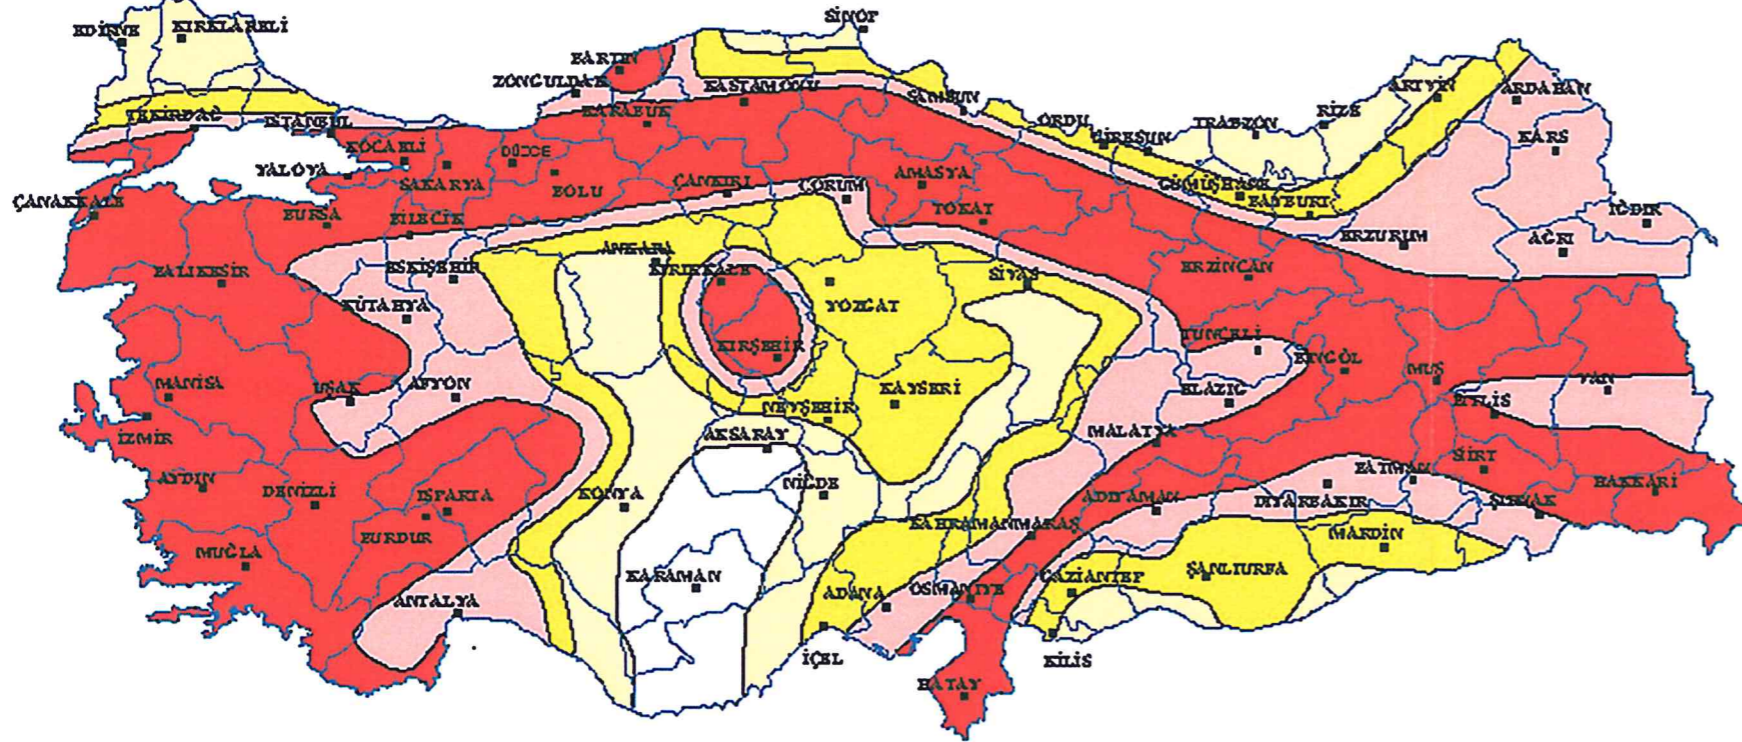 SİNOP
EDİRNE
KIRKLARELİ
BARTIN
ZONGULDAK
KASTAMONU
ARTVİN
ARDAHAN
TEKİRDAĞ
İSTANBUL
KARABUK
SAMSUN
ORDU
GİRESUN
TRABZON
RİZE
KARS
KOCAELİ
DÜZCE
YALOVA
SAKARYA
BOLU
ÇANKIRI
ÇORUM
AMASYA
GÜMÜŞHANE
BAYBURT
ÇANAKKALE
BURSA
BİLECİK
TOKAT
IĞDIR
ERZURUM
AĞRI
ANKARA
BALIKESİR
ESKİŞEHİR
KIRIKKALE
SİVAS
ERZİNCAN
KÜTAHYA
YOZGAT
TUNCELİ
KIRŞEHİR
BİNGÖL
MUŞ
MANİSA
UŞAK
AFYON
KAYSERİ
ELAZIG
VAN
BİTLİS
NEVŞEHİR
İZMİR
AKSARAY
MALATYA
SİİRT
BATMAN
AYDIN
DENİZLİ
ISPARTA
KONYA
NİĞDE
ADIYAMAN
DİYARBAKIR
ŞIRNAK
HAKKARİ
BURDUR
KAHRAMANMARAŞ
MARDİN
MUĞLA
KARAMAN
GAZİANTEP
ŞANLIURFA
ANTALYA
ADANA
OSMANİYE
İÇEL
KİLİS
HATAY